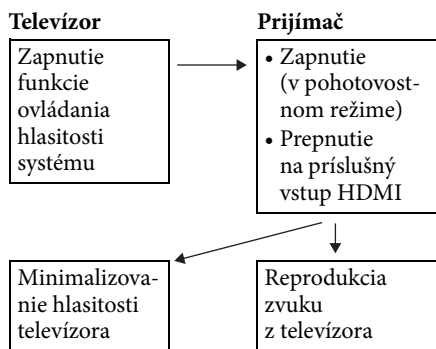 Televízor
Zapnutie
funkcie
ovládania
hlasitosti
systému
Prijímač
• Zapnutie
(v pohotovost-
nom režime)
• Prepnutie
na príslušný
vstup HDMI
Minimalizova-
nie hlasitosti
televízora
Reprodukcia
zvuku
z televízora